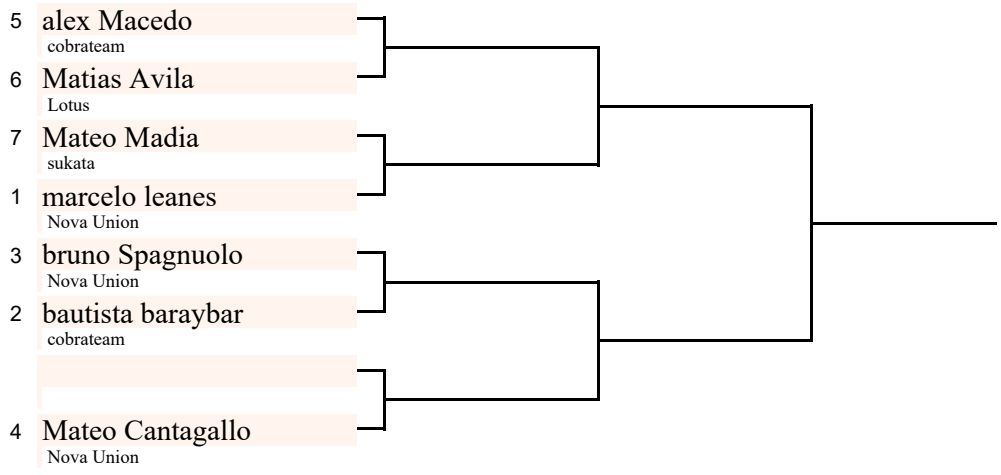 5 alex Macedo
cobrateam
6 Matias Avila
Lotus
7 Mateo Madia
sukata
1 marcelo leanes
Nova Union
3 bruno Spagnuolo
Nova Union
2 bautista baraybar
cobrateam
4 Mateo Cantagallo
Nova Union